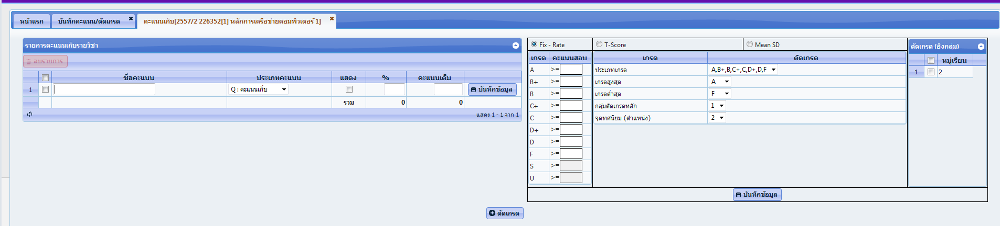 หน้าแรก บันทึกคะแนน/ตัดเกรด คะแนนเก็บ[2557/2 226352[1] หลักการเครือข่ายคอมพิวเตอร์ 1]
รายการคะแนนเก็บรายวิชา
ลบรายการ
ชื่อคะแนน ประเภทคะแนน แสดง % คะแนนเต็ม
1 Q : คะแนนเก็บ บันทึกข้อมูล
รวม 0 0
แสดง 1 - 1 จาก 1
Fix - Rate T-Score Mean SD
เกรด คะแนนสอบ
A >=
B+ >=
B >=
C+ >=
C >=
D+ >=
D >=
F >=
S >=
U >=
เกรด ตัดเกรด
ประเภทเกรด A,B+,B,C+,C,D+,D,F
เกรดสูงสุด A
เกรดต่ำสุด F
กลุ่มตัดเกรดหลัก 1
จุดทศนิยม (ตำแหน่ง) 2
ตัดเกรด (อิงกลุ่ม)
หมู่เรียน
1 2
บันทึกข้อมูล
ตัดเกรด